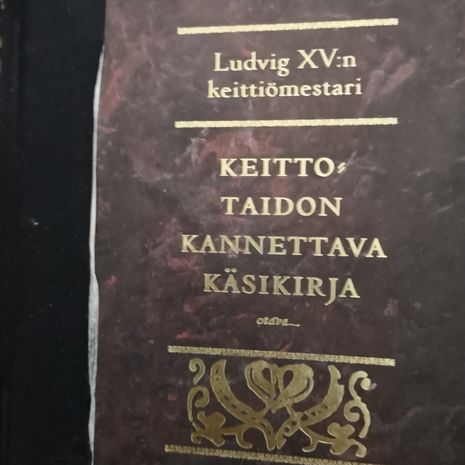 Ludvig XV:n
keittiömestari
KEITTO-
TAIDON
KANNETTAVA
KÄSIKIRJA
otava